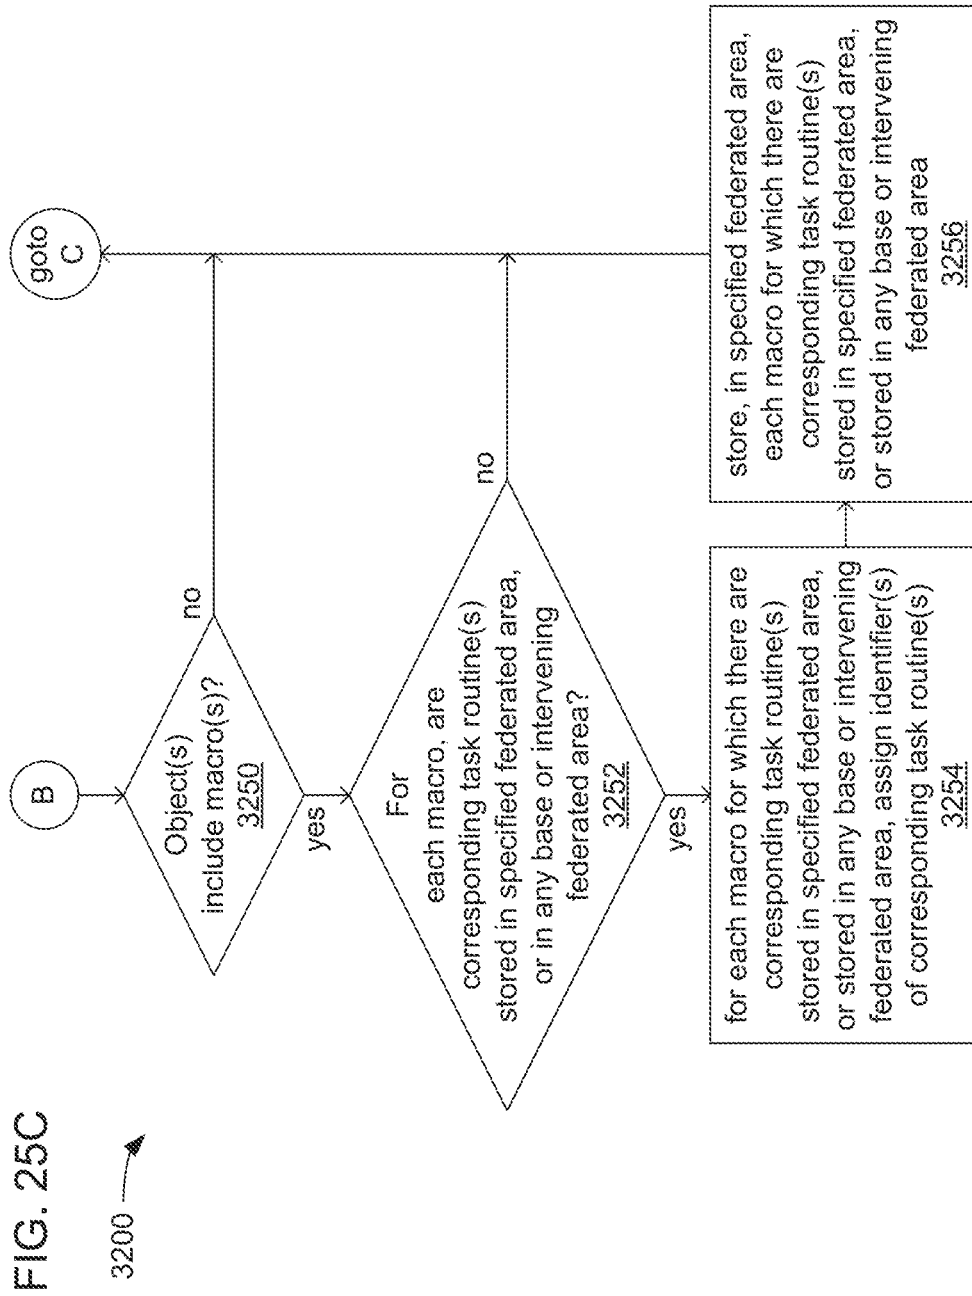 FIG. 25C
3200
B
Object(s)
include macro(s)?
3250
no
yes
For
each macro, are
corresponding task routine(s)
stored in specified federated area,
or in any base or intervening
federated area?
3252
no
yes
for each macro for which there are
corresponding task routine(s)
stored in specified federated area,
or stored in any base or intervening
federated area, assign identifier(s)
of corresponding task routine(s)
3254
store, in specified federated area,
each macro for which there are
corresponding task routine(s)
stored in specified federated area,
or stored in any base or intervening
federated area
3256
goto
C